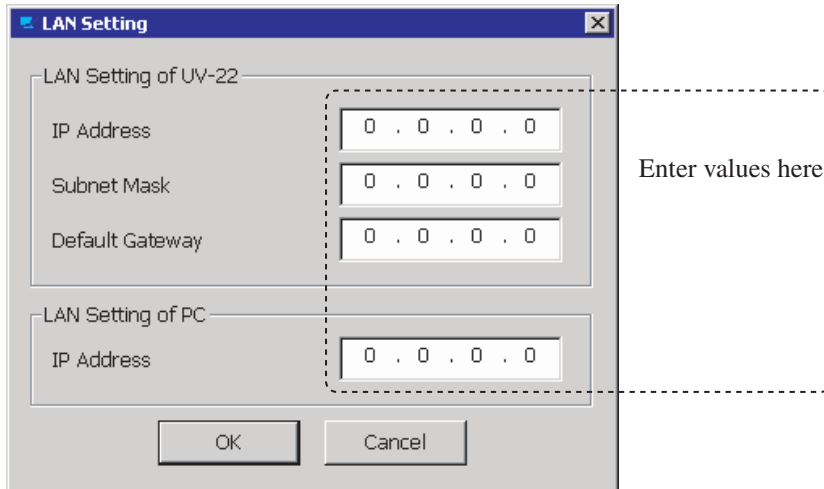 LAN Setting
LAN Setting of UV-22
IP Address 0 . 0 . 0 . 0
Subnet Mask 0 . 0 . 0 . 0
Default Gateway 0 . 0 . 0 . 0
Enter values here
LAN Setting of PC
IP Address 0 . 0 . 0 . 0
OK Cancel